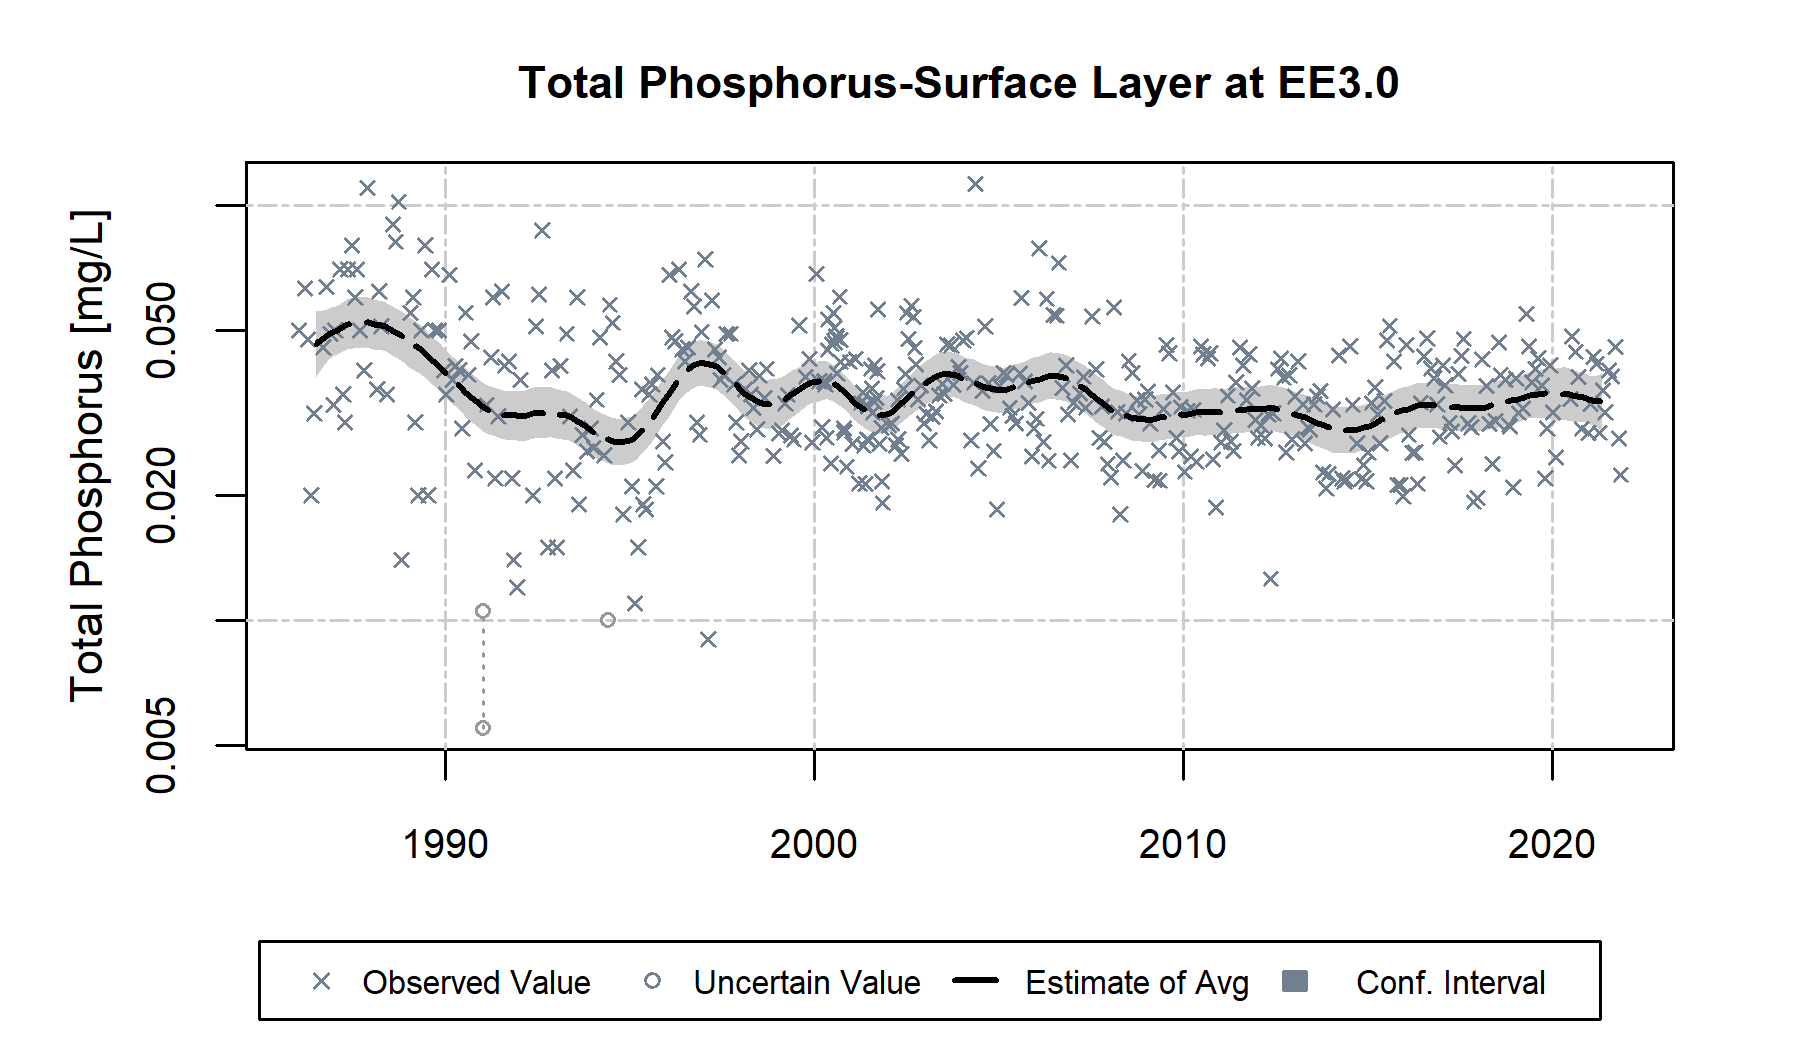 Total Phosphorus-Surface Layer at EE3.0
Total Phosphorus [mg/L]
0.050
0.020
0.005
1990 2000 2010 2020
Observed Value Uncertain Value Estimate of Avg Conf. Interval